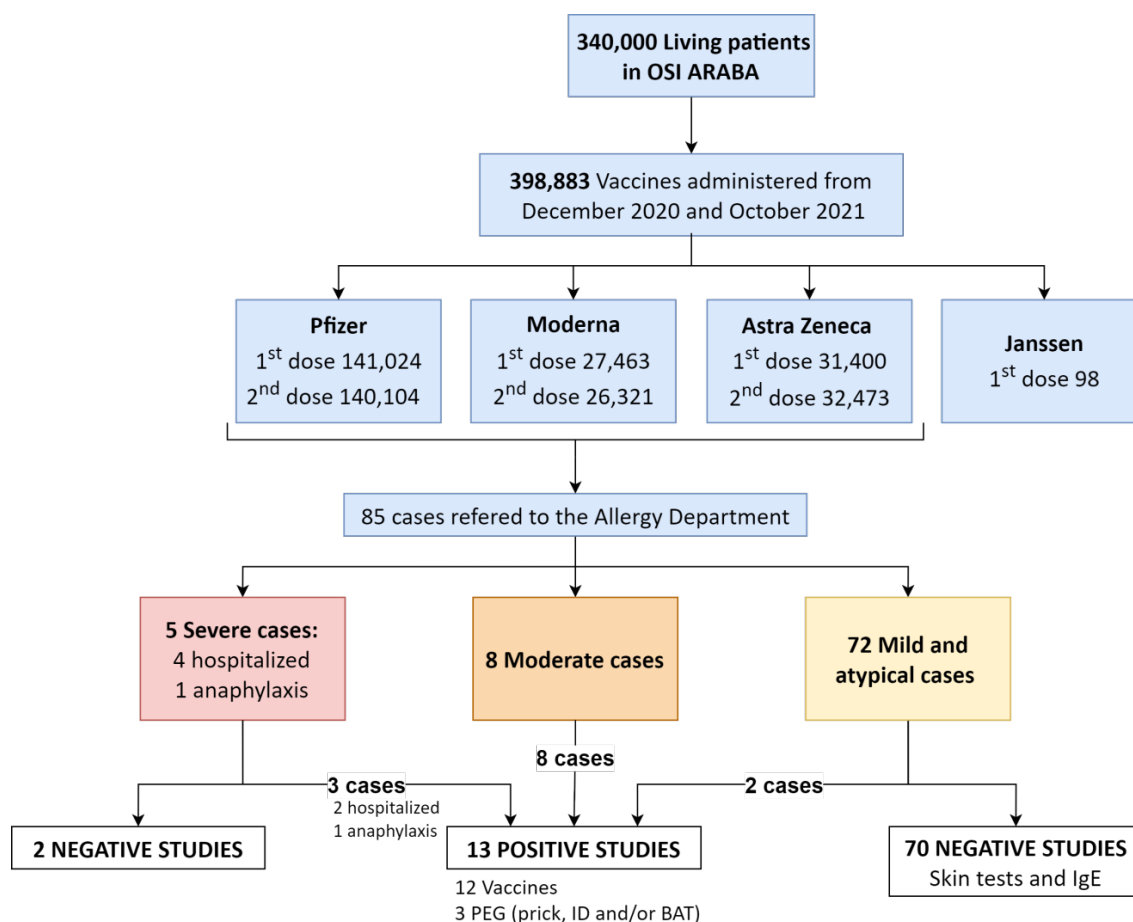 340,000 Living patients
in OSI ARABA
398,883 Vaccines administered from
December 2020 and October 2021
Pfizer
1st dose 141,024
2nd dose 140,104
Moderna
1st dose 27,463
2nd dose 26,321
Astra Zeneca
1st dose 31,400
2nd dose 32,473
Janssen
1st dose 98
85 cases refered to the Allergy Department
5 Severe cases:
4 hospitalized
1 anaphylaxis
8 Moderate cases
72 Mild and
atypical cases
3 cases
2 hospitalized
1 anaphylaxis
8 cases
2 cases
2 NEGATIVE STUDIES
13 POSITIVE STUDIES
12 Vaccines
3 PEG (prick, ID and/or BAT)
70 NEGATIVE STUDIES
Skin tests and IgE